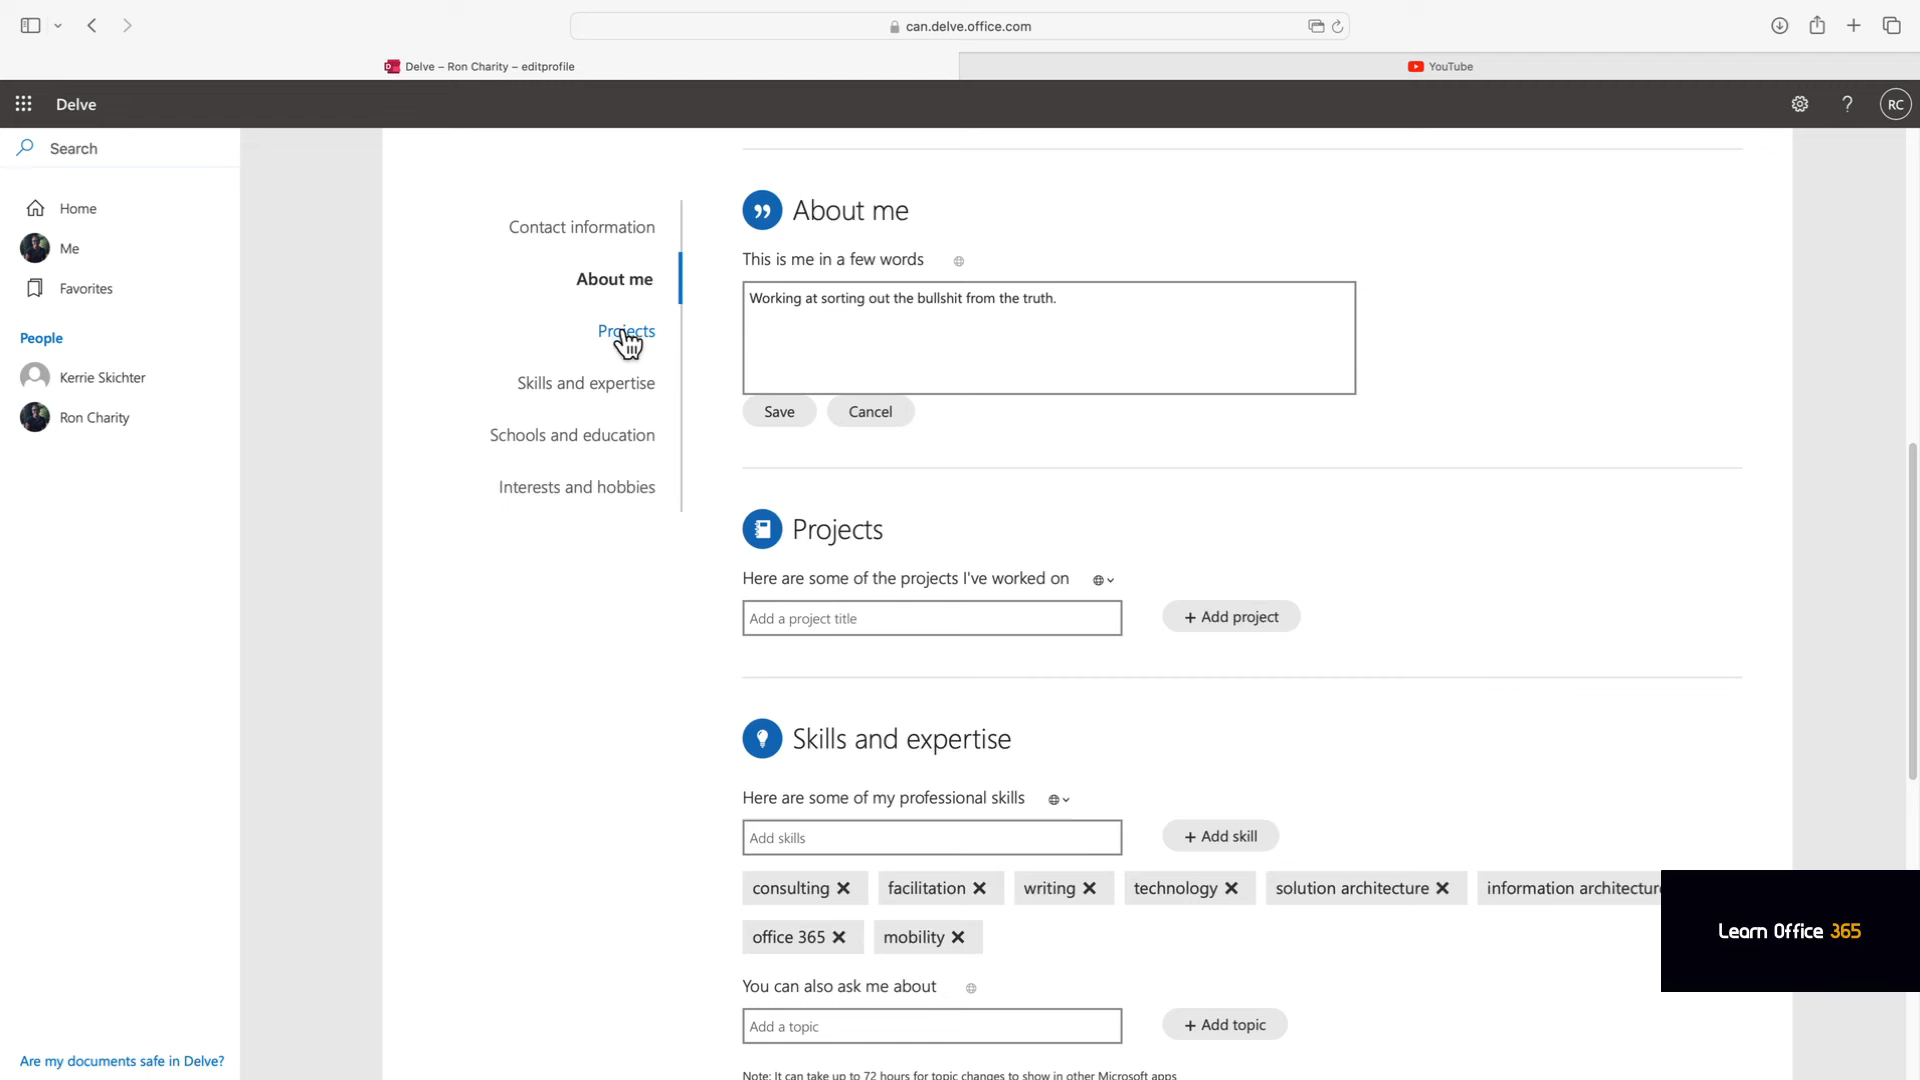 can.delve.office.com
Delve – Ron Charity – editprofile
YouTube
Delve
?
RC
Search
Home
Me
Favorites
People
Kerrie Skichter
Ron Charity
Are my documents safe in Delve?
Contact information
About me
Projects
Skills and expertise
Schools and education
Interests and hobbies
About me
This is me in a few words
Working at sorting out the bullshit from the truth.
Save Cancel
Projects
Here are some of the projects I've worked on
Add a project title + Add project
Skills and expertise
Here are some of my professional skills
Add skills + Add skill
consulting facilitation writing technology solution architecture information architecture
office 365 mobility
You can also ask me about
Add a topic + Add topic
Note: It can take up to 72 hours for topic changes to show in other Microsoft apps
Learn Office 365